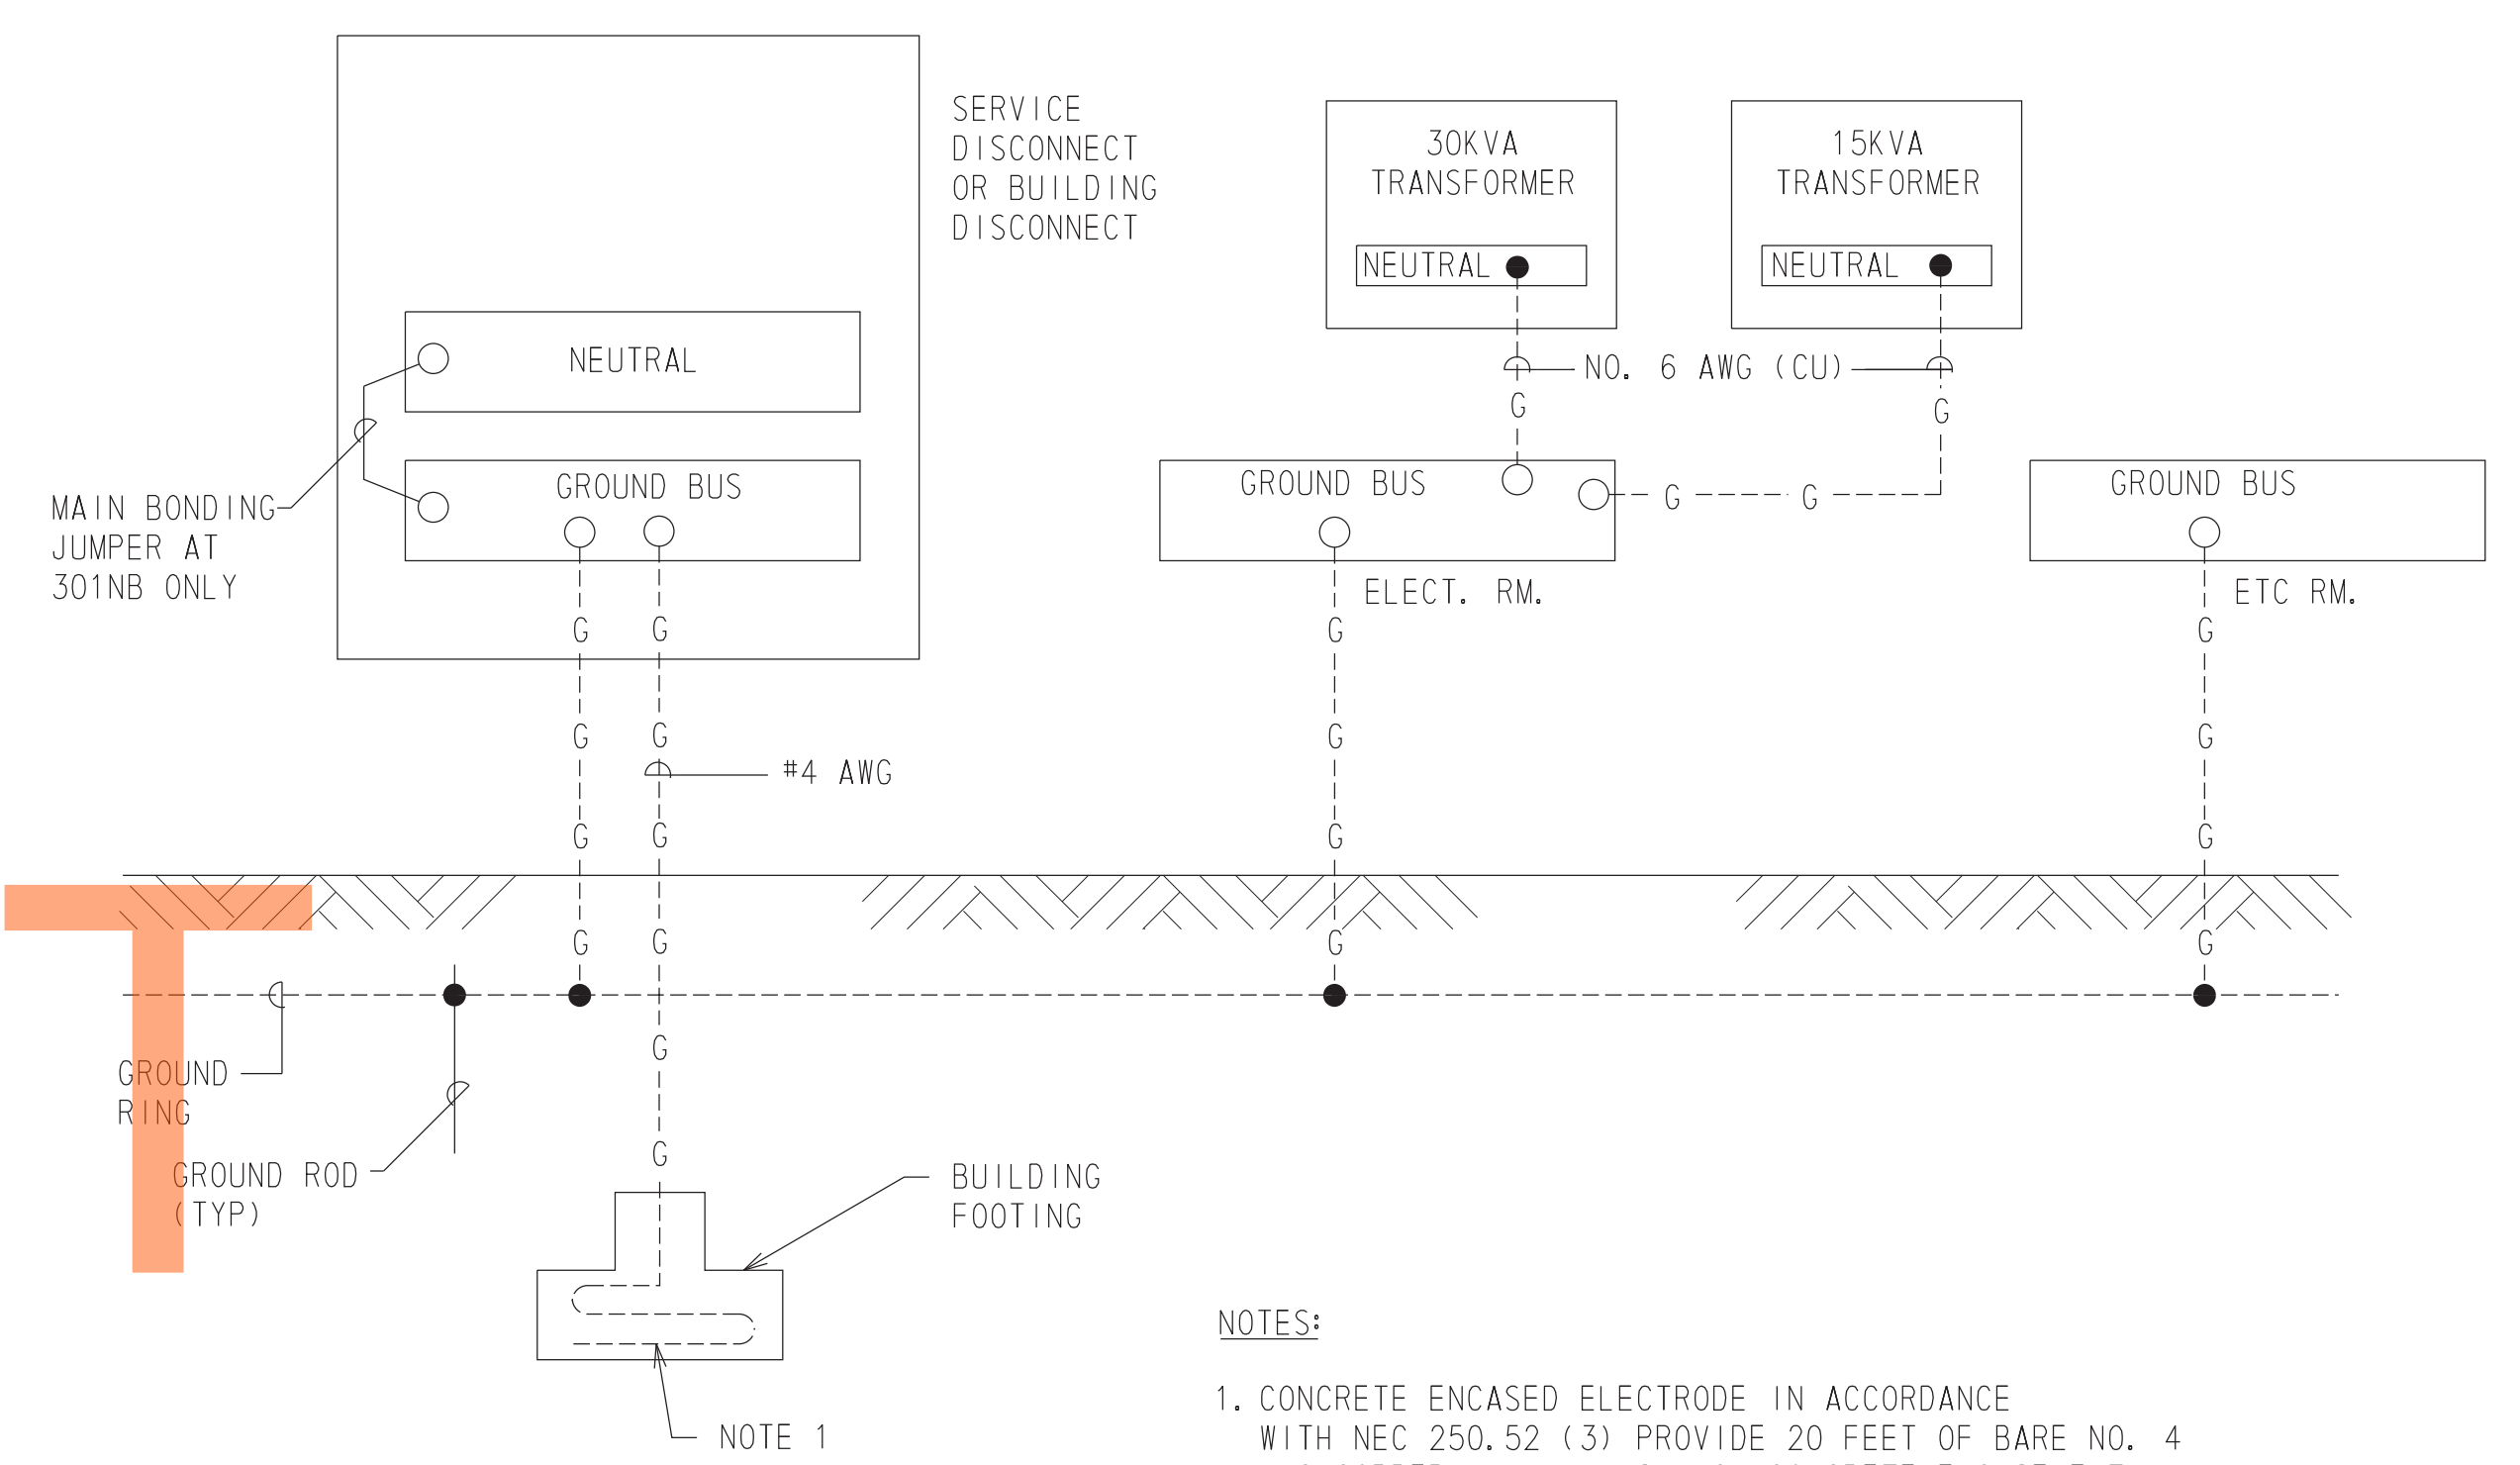 SERVICE
DISCONNECT
OR BUILDING
DISCONNECT
30KVA
TRANSFORMER
NEUTRAL
15KVA
TRANSFORMER
NEUTRAL
NO. 6 AWG (CU)
G
G
NEUTRAL
GROUND BUS
MAIN BONDING
JUMPER AT
301NB ONLY
GROUND BUS
G
G
ELECT. RM.
GROUND BUS
ETC RM.
G
G
G
G
G
G
G
G
#4 AWG
G
G
G
G
G
G
G
G
G
G
T
GROUND
RING
GROUND ROD
(TYP)
BUILDING
FOOTING
NOTE 1
NOTES:
1. CONCRETE ENCASED ELECTRODE IN ACCORDANCE
WITH NEC 250.52 (3) PROVIDE 20 FEET OF BARE NO. 4